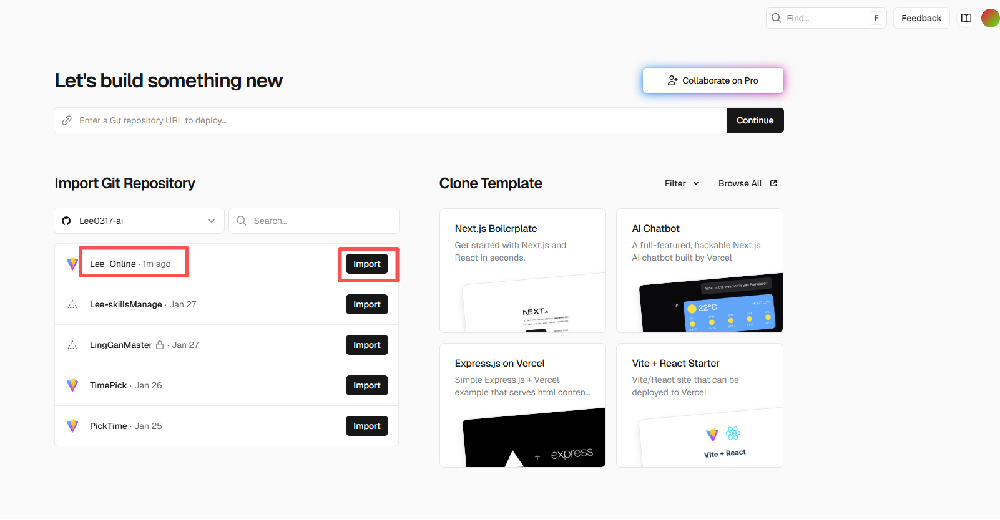 Find...
F
Feedback
Let's build something new
Collaborate on Pro
Enter a Git repository URL to deploy...
Continue
Import Git Repository
Lee0317-ai
Search...
Lee_Online · 1m ago
Import
Lee-skillsManage · Jan 27
Import
LingGanMaster · Jan 27
Import
TimePick · Jan 26
Import
PickTime · Jan 25
Import
Clone Template
Filter
Browse All
Next.js Boilerplate
Get started with Next.js and
React in seconds.
NEXT.js
AI Chatbot
A full-featured, hackable Next.js
AI chatbot built by Vercel
What is the weather in San Francisco?
22°C
Express.js on Vercel
Simple Express.js + Vercel
example that serves html conten...
+ express
Vite + React Starter
Vite/React site that can be
deployed to Vercel
Vite + React